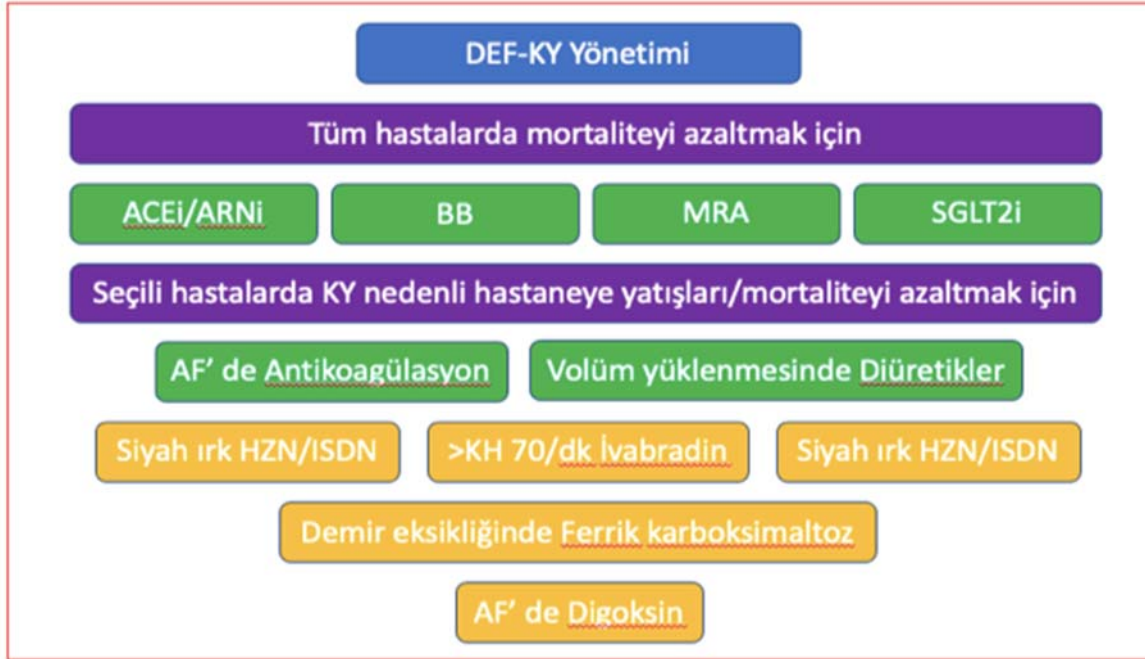 DEF-KY Yönetimi
Tüm hastalarda mortaliteyi azaltmak için
ACEi/ARNi
BB
MRA
SGLT2i
Seçili hastalarda KY nedenli hastaneye yatışları/mortaliteyi azaltmak için
AF’ de Antikoagülasyon
Volüm yüklenmesinde Diüretikler
Siyah ırk HZN/ISDN
>KH 70/dk İvabradin
Siyah ırk HZN/ISDN
Demir eksikliğinde Ferrik karboksimaltoz
AF’ de Digoksin